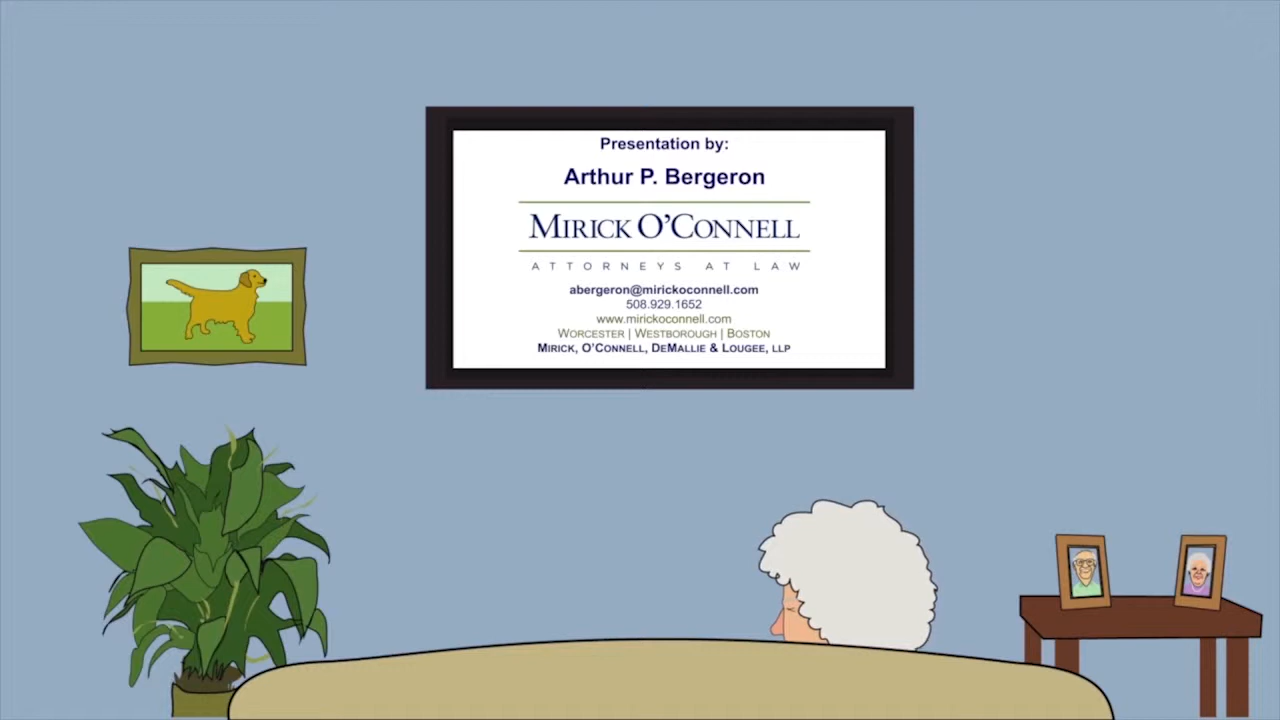 Presentation by:
Arthur P. Bergeron
MIRICK O'CONNELL
ATTORNEYS AT LAW
abergeron@mirickoconnell.com
508.929.1652
www.mirickoconnell.com
WORCESTER | WESTBOROUGH | BOSTON
MIRICK, O'CONNELL, DEMALLIE & LOUGEE, LLP